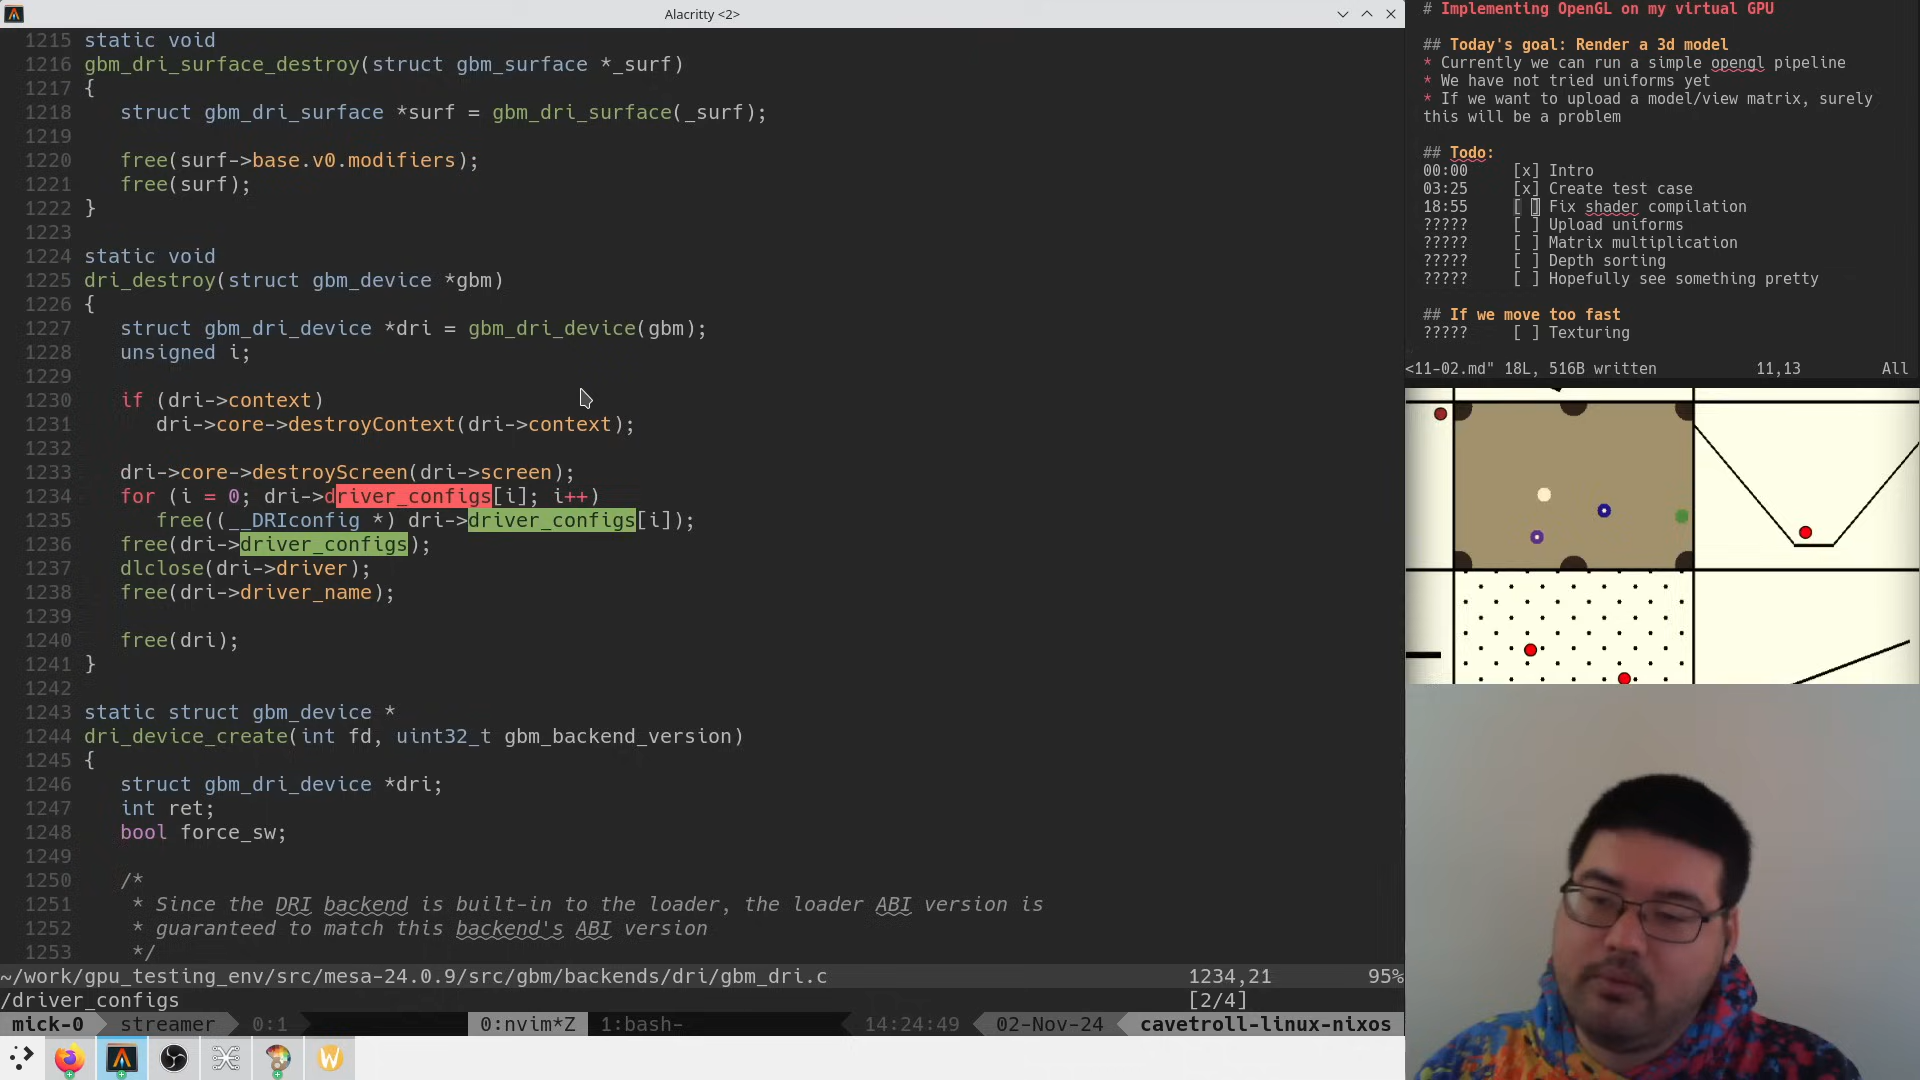 Alacritty <2>
1215 static void
1216 gbm_dri_surface_destroy(struct gbm_surface *_surf)
1217 {
1218    struct gbm_dri_surface *surf = gbm_dri_surface(_surf);
1219
1220    free(surf->base.v0.modifiers);
1221    free(surf);
1222 }
1223
1224 static void
1225 dri_destroy(struct gbm_device *gbm)
1226 {
1227    struct gbm_dri_device *dri = gbm_dri_device(gbm);
1228    unsigned i;
1229
1230    if (dri->context)
1231       dri->core->destroyContext(dri->context);
1232
1233    dri->core->destroyScreen(dri->screen);
1234    for (i = 0; dri->driver_configs[i]; i++)
1235       free((__DRIconfig *) dri->driver_configs[i]);
1236    free(dri->driver_configs);
1237    dlclose(dri->driver);
1238    free(dri->driver_name);
1239
1240    free(dri);
1241 }
1242
1243 static struct gbm_device *
1244 dri_device_create(int fd, uint32_t gbm_backend_version)
1245 {
1246    struct gbm_dri_device *dri;
1247    int ret;
1248    bool force_sw;
1249
1250    /*
1251     * Since the DRI backend is built-in to the loader, the loader ABI version is
1252     * guaranteed to match this backend's ABI version
1253     */
~/work/gpu_testing_env/src/mesa-24.0.9/src/gbm/backends/dri/gbm_dri.c 1234,21 95%
/driver_configs [2/4]
mick-0 streamer 0:1 0:nvim*Z 1:bash- 14:24:49 02-Nov-24 cavetroll-linux-nixos
# Implementing OpenGL on my virtual GPU
## Today's goal: Render a 3d model
* Currently we can run a simple opengl pipeline
* We have not tried uniforms yet
* If we want to upload a model/view matrix, surely
this will be a problem
## Todo:
00:00 [x] Intro
03:25 [x] Create test case
18:55 [ ] Fix shader compilation
????? [ ] Upload uniforms
????? [ ] Matrix multiplication
????? [ ] Depth sorting
????? [ ] Hopefully see something pretty
## If we move too fast
????? [ ] Texturing
<11-02.md" 18L, 516B written 11,13 All